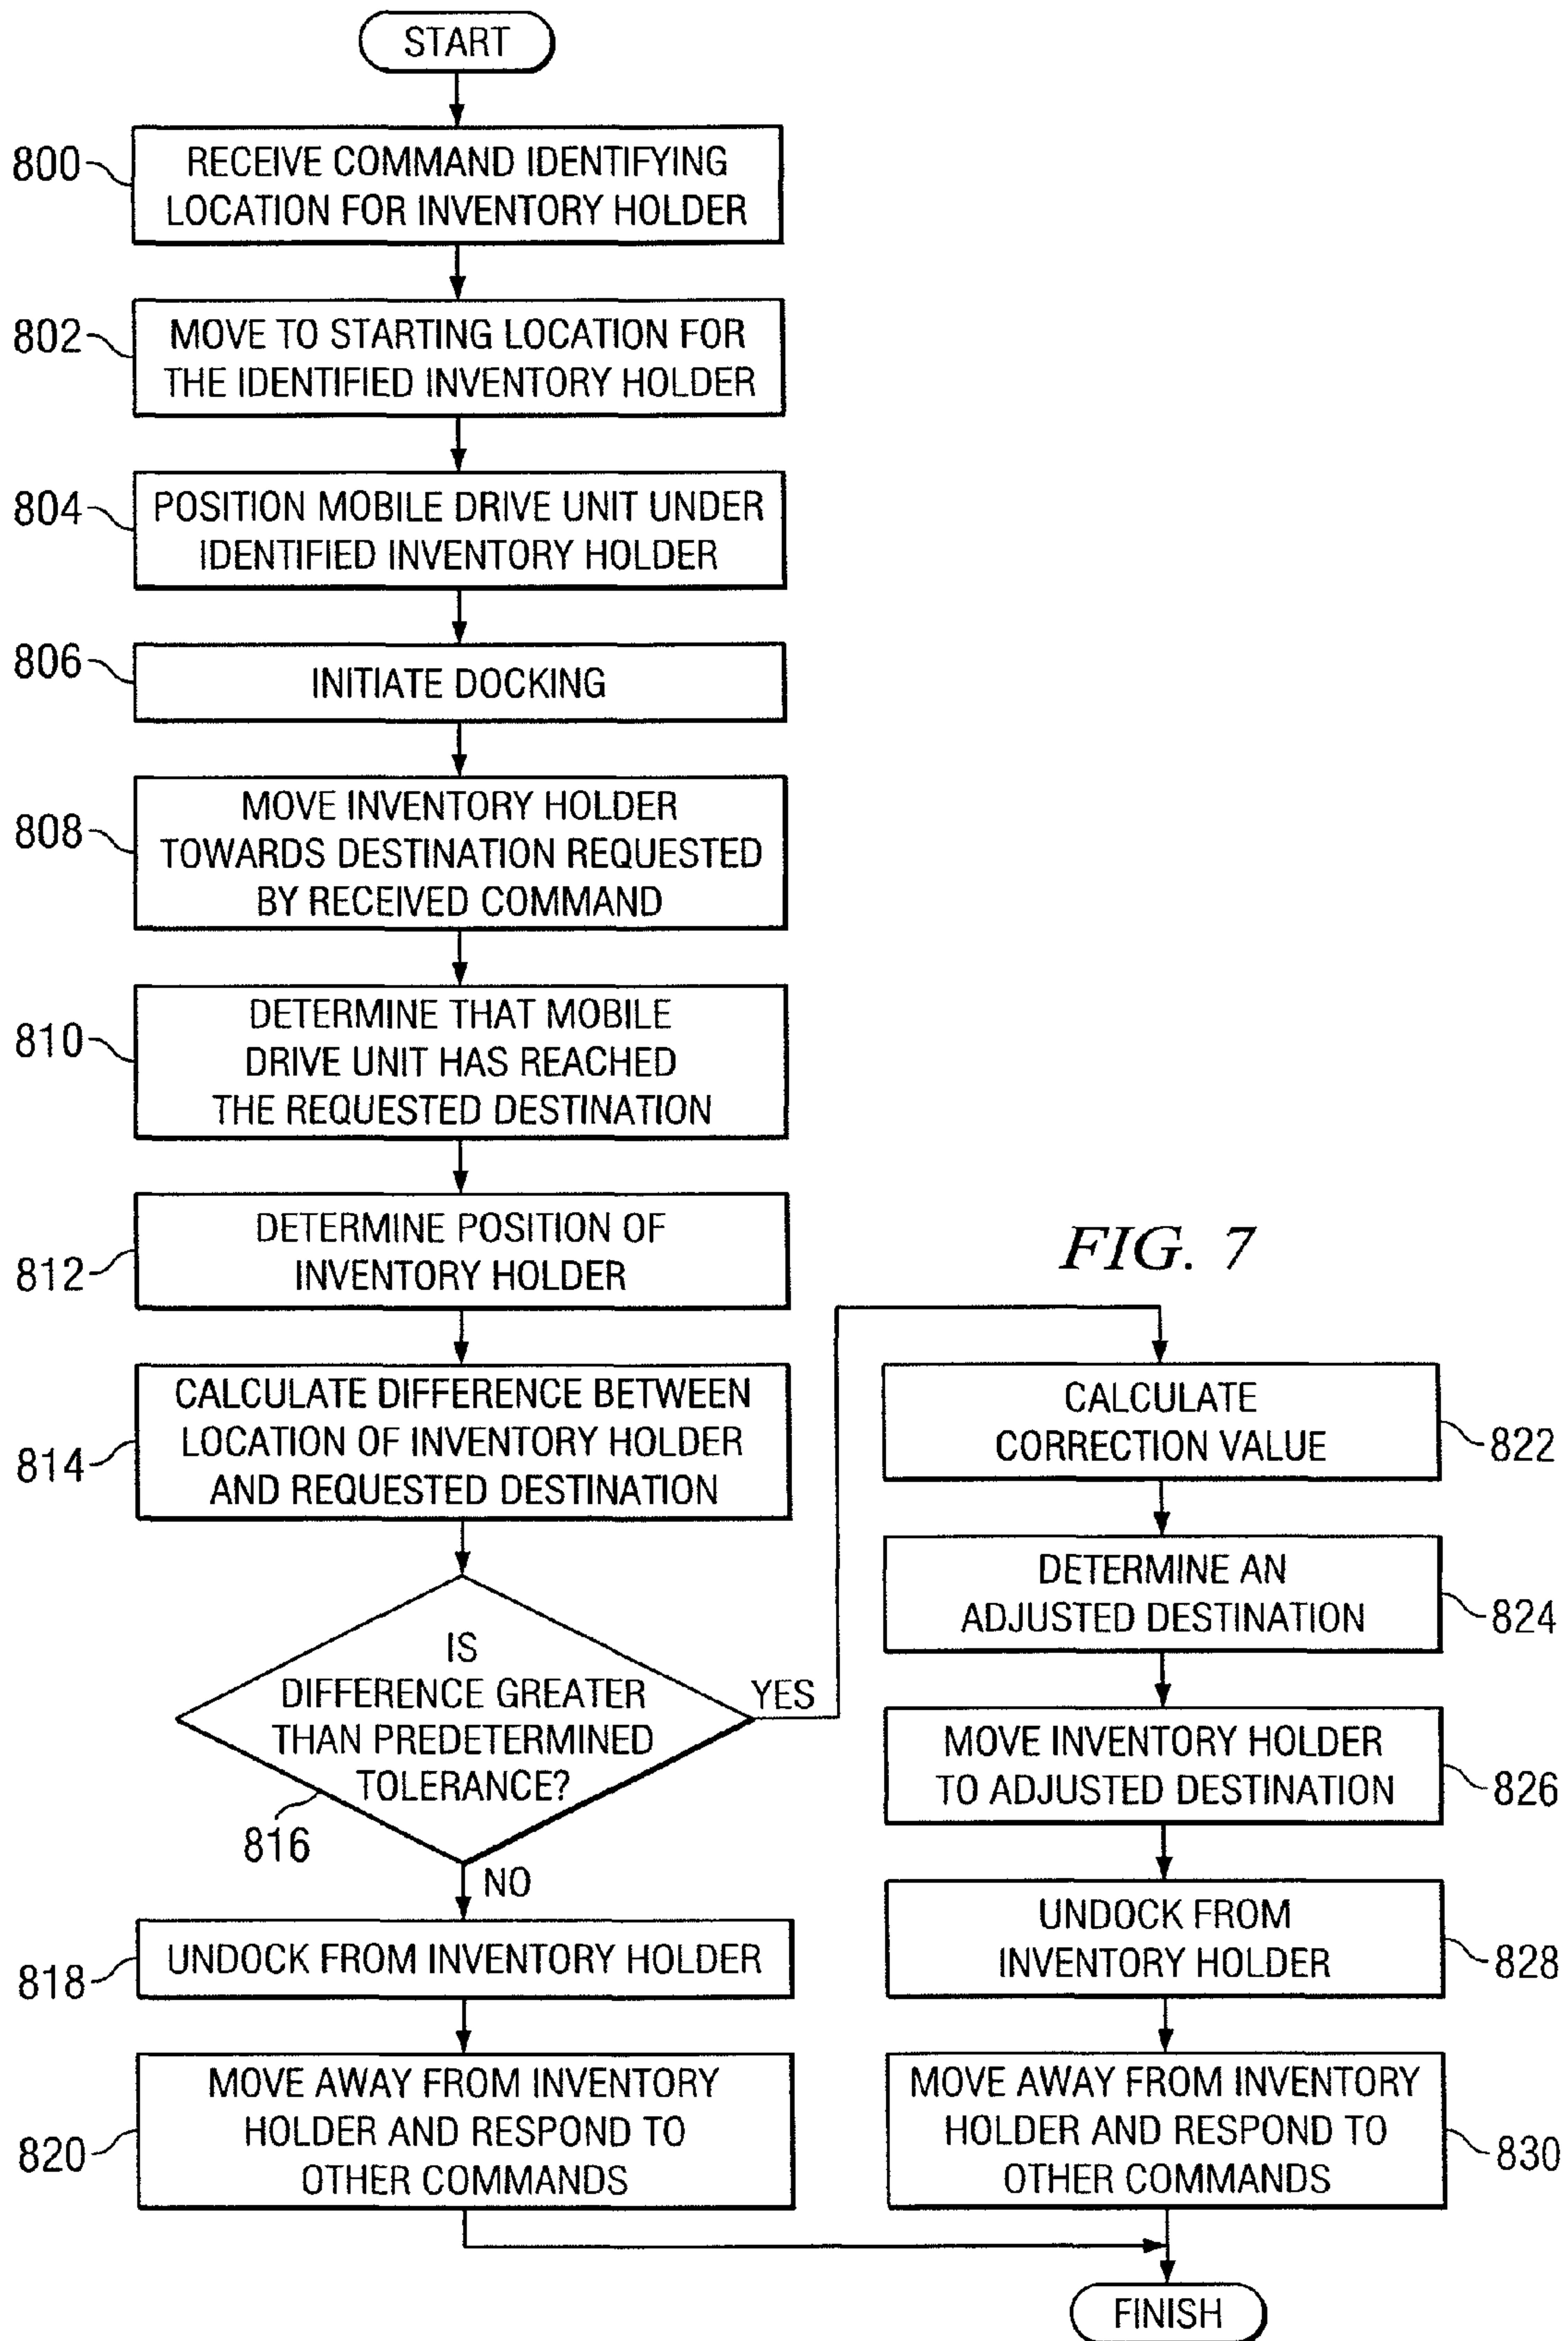 START
800
RECEIVE COMMAND IDENTIFYING
LOCATION FOR INVENTORY HOLDER
802
MOVE TO STARTING LOCATION FOR
THE IDENTIFIED INVENTORY HOLDER
804
POSITION MOBILE DRIVE UNIT UNDER
IDENTIFIED INVENTORY HOLDER
806
INITIATE DOCKING
808
MOVE INVENTORY HOLDER
TOWARDS DESTINATION REQUESTED
BY RECEIVED COMMAND
810
DETERMINE THAT MOBILE
DRIVE UNIT HAS REACHED
THE REQUESTED DESTINATION
812
DETERMINE POSITION OF
INVENTORY HOLDER
814
CALCULATE DIFFERENCE BETWEEN
LOCATION OF INVENTORY HOLDER
AND REQUESTED DESTINATION
IS
DIFFERENCE GREATER
THAN PREDETERMINED
TOLERANCE?
816
YES
NO
818
UNDOCK FROM INVENTORY HOLDER
820
MOVE AWAY FROM INVENTORY
HOLDER AND RESPOND TO
OTHER COMMANDS
FIG. 7
CALCULATE
CORRECTION VALUE
822
DETERMINE AN
ADJUSTED DESTINATION
824
MOVE INVENTORY HOLDER
TO ADJUSTED DESTINATION
826
UNDOCK FROM
INVENTORY HOLDER
828
MOVE AWAY FROM INVENTORY
HOLDER AND RESPOND TO
OTHER COMMANDS
830
FINISH